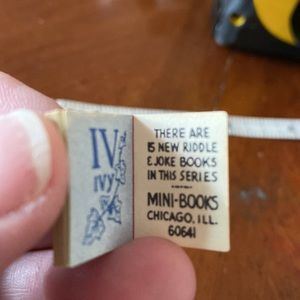 IV
IVY
THERE ARE
15 NEW RIDDLE
& JOKE BOOKS
IN THIS SERIES
MINI-BOOKS
CHICAGO, ILL.
60641